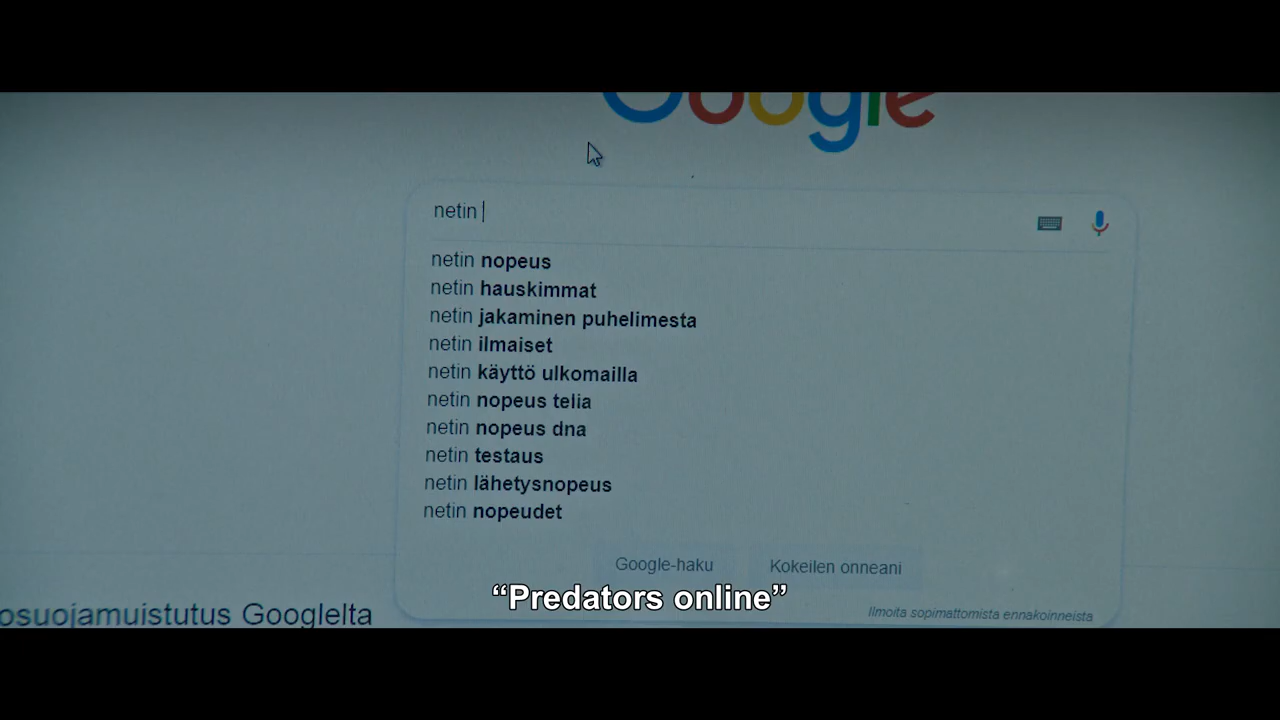 Google
netin
netin nopeus
netin hauskimmat
netin jakaminen puhelimesta
netin ilmaiset
netin käyttö ulkomailla
netin nopeus telia
netin nopeus dna
netin testaus
netin lähetysnopeus
netin nopeudet
Google-haku Kokeilen onneani
“Predators online”
osuojamuistutus Googlelta
Ilmoita sopimattomista ennakoinneista